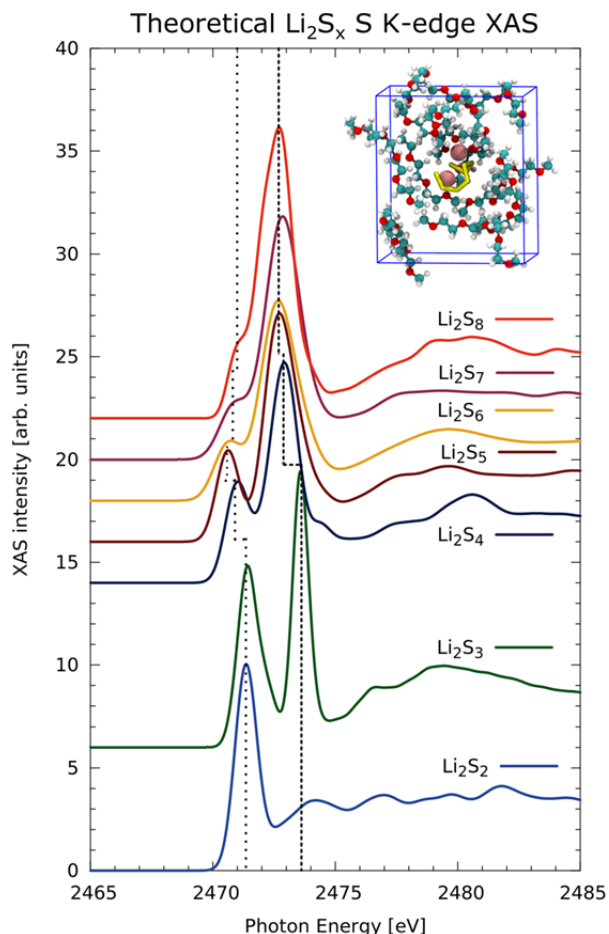 Theoretical Li₂Sₓ S K-edge XAS
XAS intensity [arb. units]
40
35
30
25
20
15
10
5
0
Li₂S₈
Li₂S₇
Li₂S₆
Li₂S₅
Li₂S₄
Li₂S₃
Li₂S₂
2465 2470 2475 2480 2485
Photon Energy [eV]